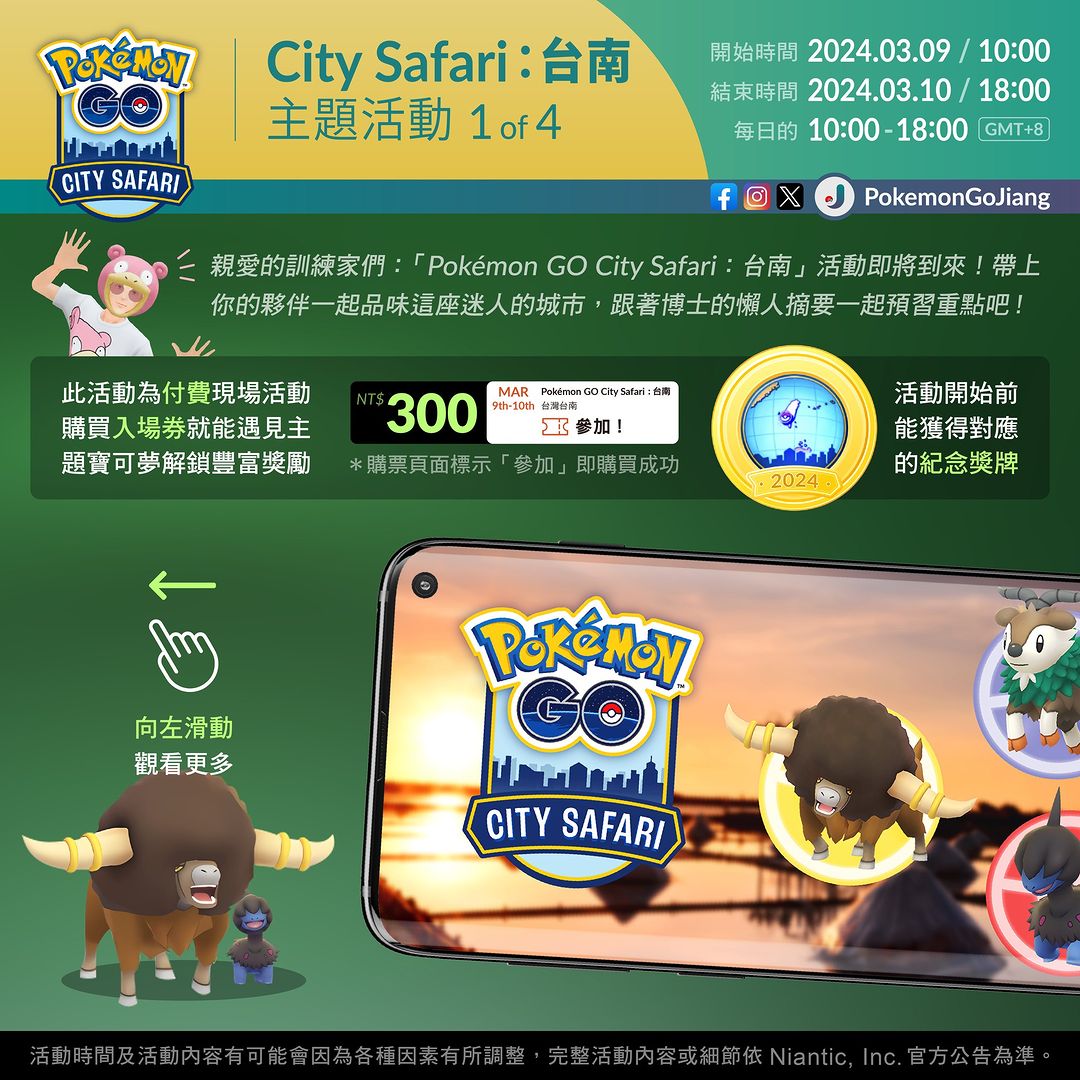 Pokémon
GO
CITY SAFARI
City Safari：台南
主題活動 1 of 4
開始時間 2024.03.09 / 10:00
結束時間 2024.03.10 / 18:00
每日的 10:00 - 18:00 GMT+8
PokemonGoJiang
親愛的訓練家們：「Pokémon GO City Safari：台南」活動即將到來！帶上
你的夥伴一起品味這座迷人的城市，跟著博士的懶人摘要一起預習重點吧！
此活動為付費現場活動
購買入場券就能遇見主
題寶可夢解鎖豐富獎勵
NT$ 300
MAR
9th-10th
Pokémon GO City Safari：台南
台灣台南
參加！
＊購票頁面標示「參加」即購買成功
· 2024 ·
活動開始前
能獲得對應
的紀念獎牌
向左滑動
觀看更多
Pokémon
GO
CITY SAFARI
活動時間及活動內容有可能會因為各種因素有所調整，完整活動內容或細節依 Niantic, Inc. 官方公告為準。